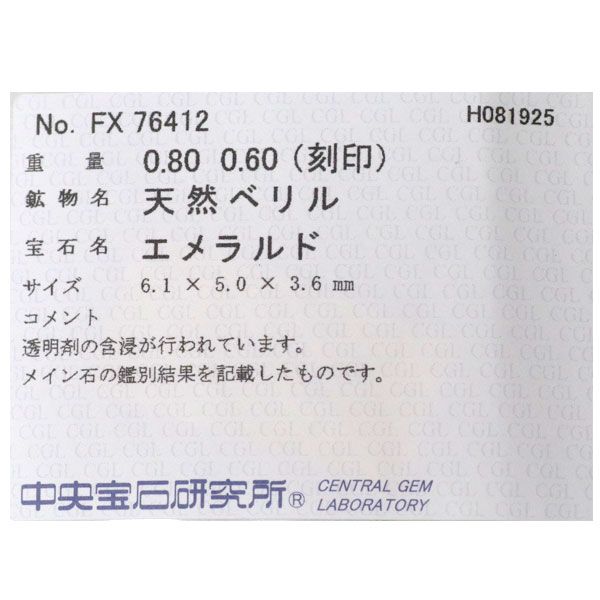 No. FX 76412 H081925
重量 0.80 0.60 (刻印)
鉱物名 天然ベリル
宝石名 エメラルド
サイズ 6.1 × 5.0 × 3.6 mm
コメント
透明剤の含浸が行われています。
メイン石の鑑別結果を記載したものです。
中央宝石研究所® CENTRAL GEM
LABORATORY